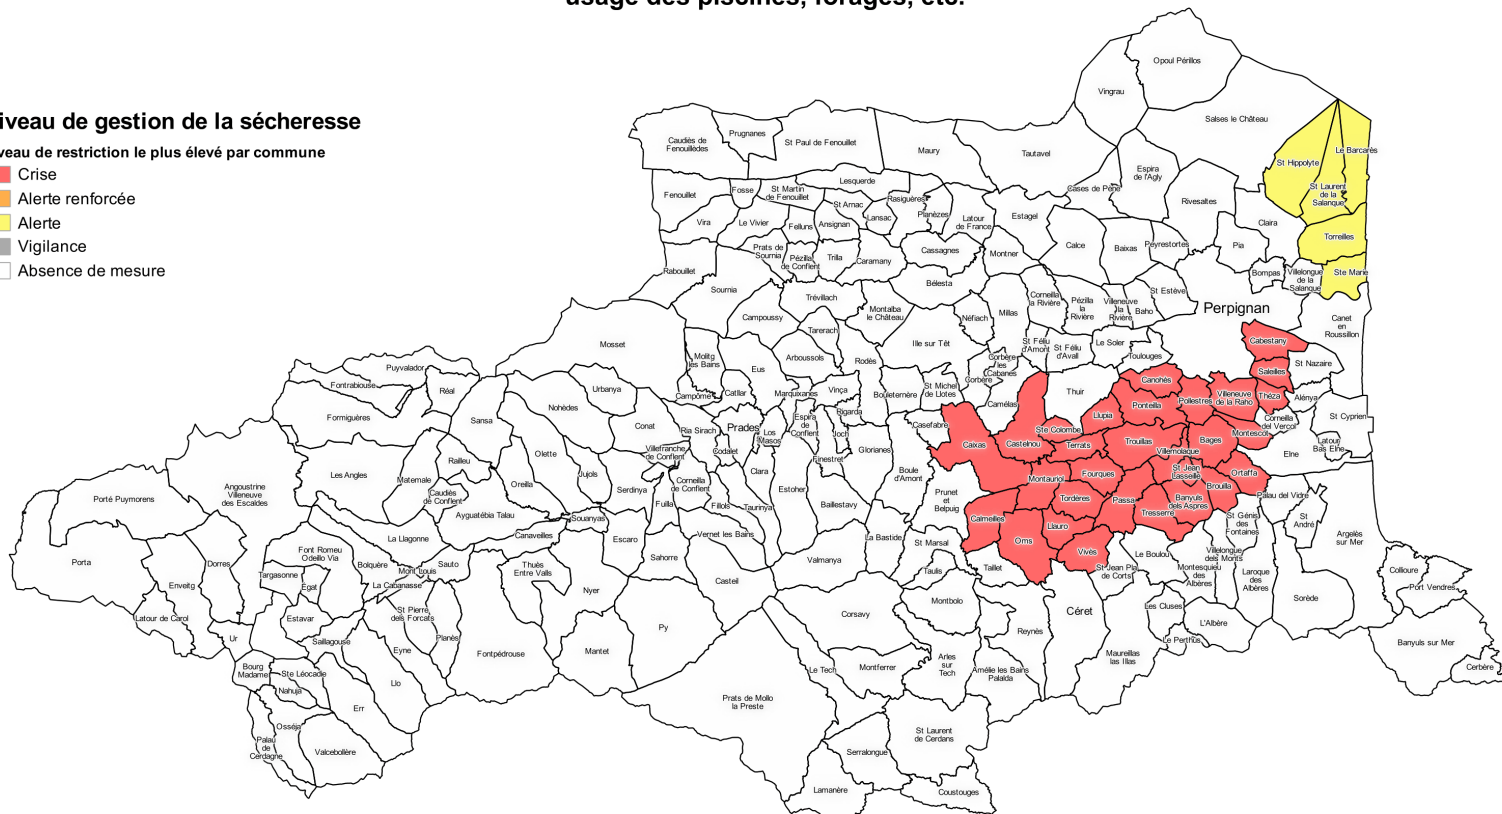 usage des piscines, forages, etc.
iveau de gestion de la sécheresse
veau de restriction le plus élevé par commune
Crise
Alerte renforcée
Alerte
Vigilance
Absence de mesure
Opoul Périllos
Vingrau
Salses le Château
Caudiès de
Fenouillèdes
Prugnanes
St Paul de Fenouillet
Maury
Tautavel
Espira
de l'Agly
Cases de Pène
St Hippolyte
Le Barcarès
St Laurent
de la
Salanque
Torreilles
Ste Marie
Rivesaltes
Claira
Pia
Peyrestortes
Baixas
Calce
Estagel
Montner
Latour
de France
Planèzes
Rasiguères
Lansac
Lesquerde
St Arnac
St Martin
de Fenouillet
Fosse
Fenouillet
Vira
Le Vivier
Felluns
Ansignan
Prats de
Sournia
Pézilla
de Conflent
Trilla
Caramany
Cassagnes
Bélesta
Rabouillet
Sournia
Trévillach
Campoussy
Tarerach
Montalba
le Château
Néfiach
Millas
Corneilla
la Rivière
Pézilla
la
Rivière
Villeneuve
la
Rivière
Baho
St Estève
Bompas
Villelongue
de la
Salanque
Perpignan
Canet
en
Roussillon
Cabestany
Saleilles
St Nazaire
Théza
Alénya
Corneilla
del Vercol
St Cyprien
Latour
Bas Elne
Elne
Montescot
Villeneuve
de la Raho
Pollestres
Canohès
Ponteilla
Toulouges
Le Soler
St Féliu
d'Avall
St Féliu
d'Amont
Thuir
Llupia
Ste Colombe
Terrats
Trouillas
Villemolaque
Bages
Ortaffa
Brouilla
St Jean
Lasseille
Banyuls
dels Aspres
Tresserre
Passa
Fourques
Tordères
Montauriol
Castelnou
Caixas
Calmeilles
Oms
Llauro
Vivès
Camélas
Corbère
Corbère
les
Cabanes
Ille sur Têt
St Michel
de Llotes
Bouleternère
Casefabre
Rodès
Vinça
Arboussols
Marquixanes
Eus
Molitg
les Bains
Campôme
Catllar
Mosset
Urbanya
Nohèdes
Conat
Ria Sirach
Prades
Codalet
Los
Masos
Espira
de
Conflent
Rigarda
Joch
Finestret
Glorianes
Boule
d'Amont
Prunet
et
Belpuig
Estoher
Baillestavy
Clara
Taurinya
Fillols
Corneilla
de Conflent
Villefranche
de Conflent
Fuilla
Serdinya
Jujols
Olette
Oreilla
Sansa
Réal
Puyvalador
Fontrabiouse
Formiguères
Les Angles
Matemale
Railleu
Caudiès
de Conflent
Ayguatébia Talau
Souanyas
Canaveilles
Escaro
Sahorre
Vernet les Bains
Casteil
Valmanya
La Bastide
St Marsal
Taulis
Taillet
St Jean Pla
de Corts
Le Boulou
Montesquieu
des
Albères
Villelongue
dels Monts
St Génis
des
Fontaines
Laroque
des
Albères
Palau del Vidre
St
André
Argelès
sur Mer
Sorède
Collioure
Port Vendres
Banyuls sur Mer
Cerbère
L'Albère
Les Cluses
Le Perthus
Maureillas
las Illas
Céret
Reynès
Montbolo
Amélie les Bains
Palalda
Arles
sur
Tech
Corsavy
Montferrer
Le Tech
Prats de Mollo
la Preste
St Laurent
de Cerdans
Serralongue
Lamanère
Coustouges
Py
Mantet
Nyer
Thuès
Entre Valls
Fontpédrouse
Sauto
La Llagonne
Mont Louis
La Cabanasse
Bolquère
St Pierre
dels Forcats
Planès
Eyne
Llo
Saillagouse
Estavar
Egat
Targasonne
Font Romeu
Odeillo Via
Angoustrine
Villeneuve
des Escaldes
Porté Puymorens
Porta
Dorres
Enveitg
Latour de Carol
Ur
Bourg
Madame
Ste Léocadie
Nahuja
Osséja
Palau
de
Cerdagne
Err
Valcebollère